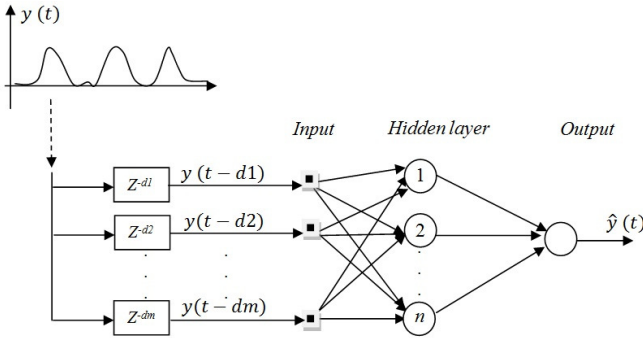 y (t)
Input
Hidden layer
Output
Z-d1
y (t − d1)
1
Z-d2
y(t − d2)
2
ŷ (t)
. . .
. . .
. . .
Z-dm
y(t − dm)
n